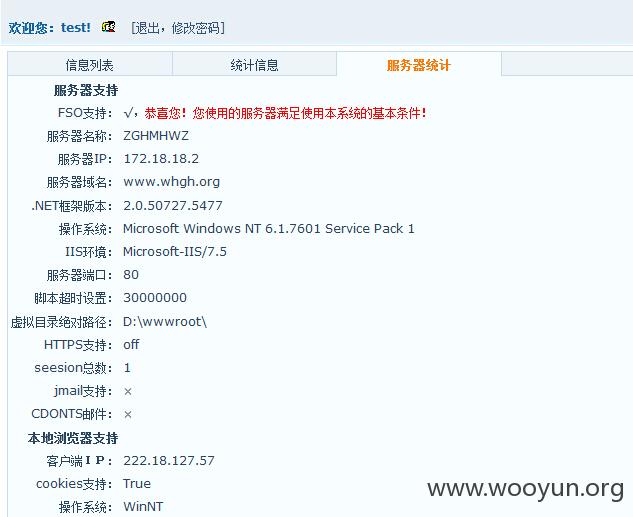 欢迎您：test! [退出，修改密码]
信息列表 统计信息 服务器统计
服务器支持
FSO支持： √，恭喜您！您使用的服务器满足使用本系统的基本条件！
服务器名称： ZGHMHWZ
服务器IP： 172.18.18.2
服务器域名： www.whgh.org
.NET框架版本： 2.0.50727.5477
操作系统： Microsoft Windows NT 6.1.7601 Service Pack 1
IIS环境： Microsoft-IIS/7.5
服务器端口： 80
脚本超时设置： 30000000
虚拟目录绝对路径： D:\wwwroot\
HTTPS支持： off
seesion总数： 1
jmail支持： ×
CDONTS邮件： ×
本地浏览器支持
客户端ＩＰ： 222.18.127.57
cookies支持： True
操作系统： WinNT
www.wooyun.org